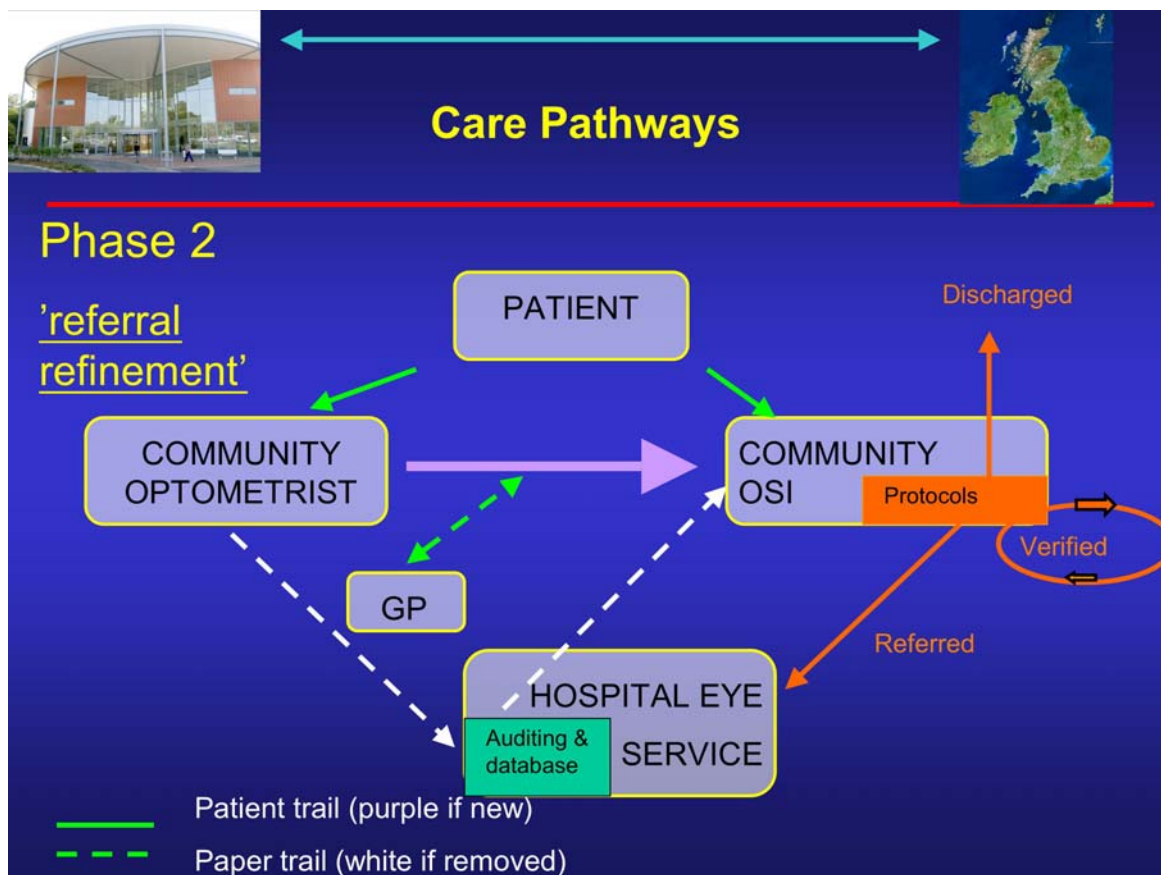 Care Pathways
Phase 2
’referral
refinement’
PATIENT
Discharged
COMMUNITY
OPTOMETRIST
COMMUNITY
OSI
Protocols
Verified
GP
Referred
HOSPITAL EYE
SERVICE
Auditing &
database
Patient trail (purple if new)
Paper trail (white if removed)